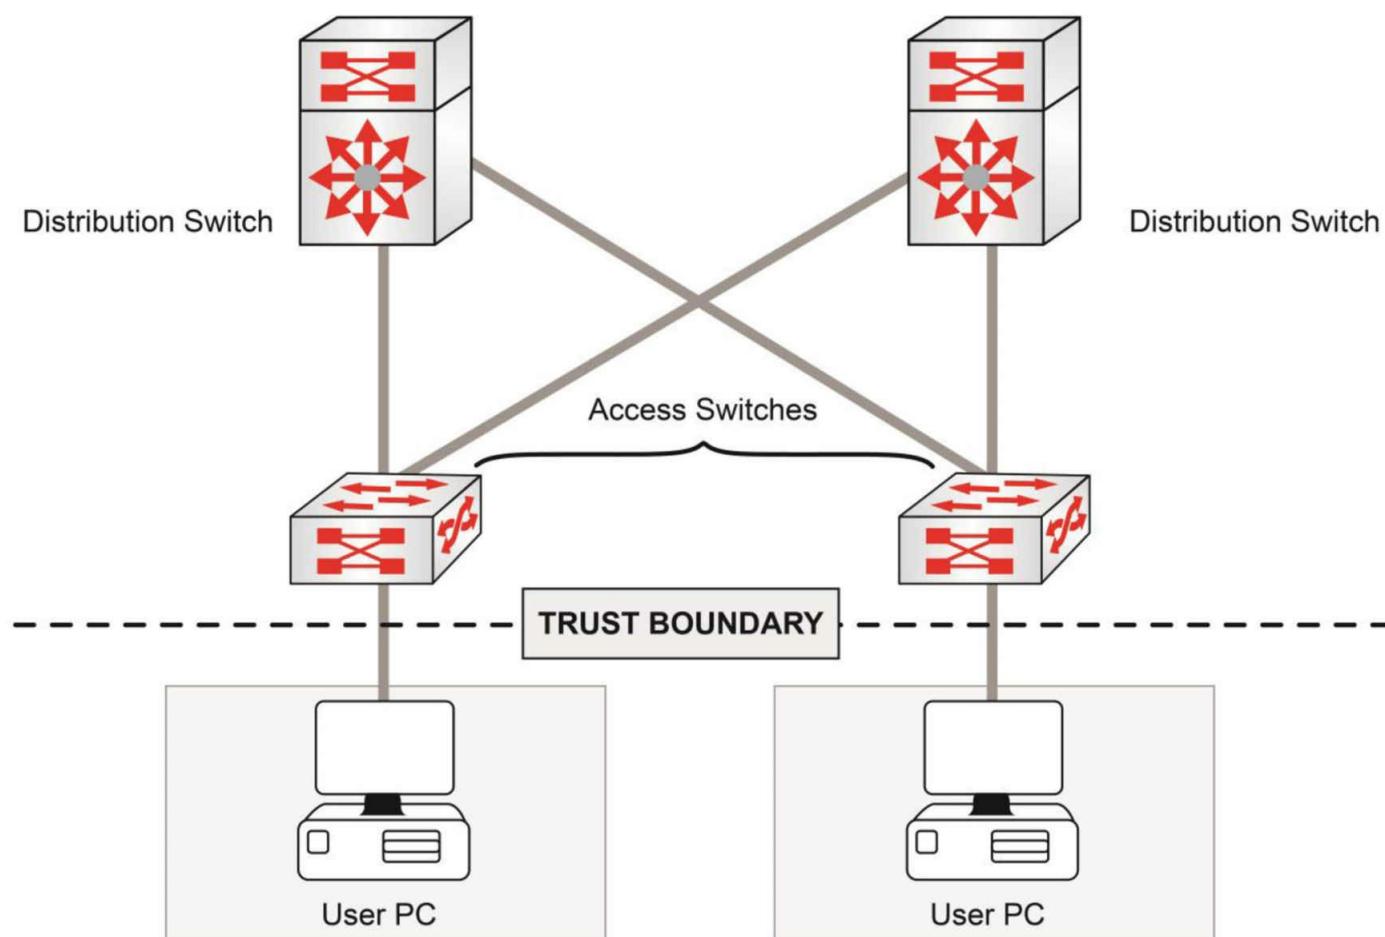 Distribution Switch
Distribution Switch
Access Switches
TRUST BOUNDARY
User PC
User PC